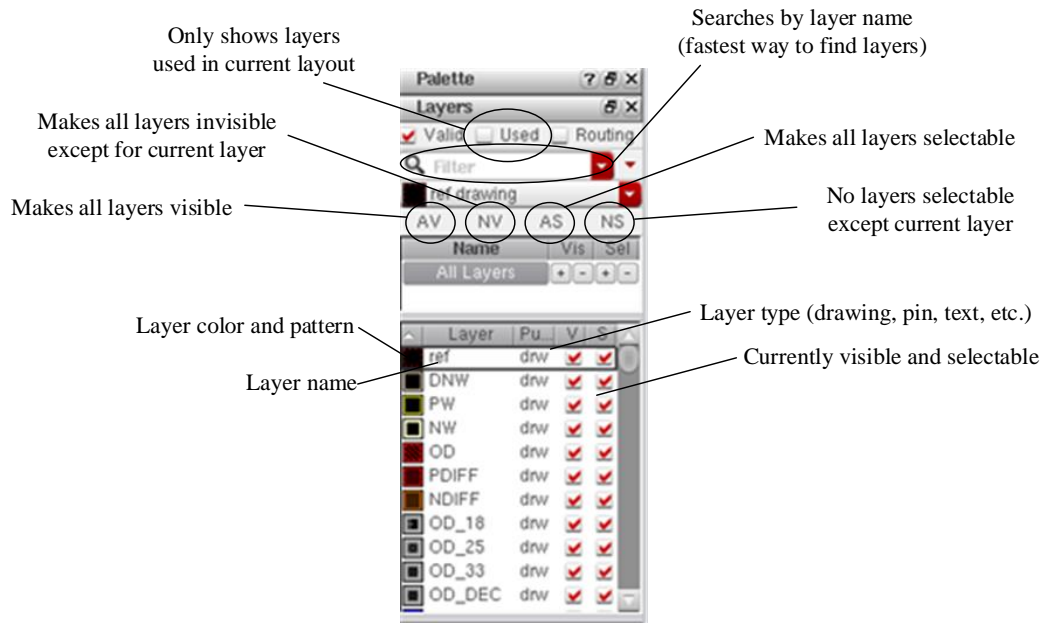 Searches by layer name
(fastest way to find layers)
Only shows layers
used in current layout
Makes all layers invisible
except for current layer
Makes all layers visible
Makes all layers selectable
No layers selectable
except current layer
Palette ? X
Layers X
Valid Used Routing
Filter
ref drawing
AV NV AS NS
Name Vis Sel
All Layers + - + -
Layer color and pattern
Layer name
Layer type (drawing, pin, text, etc.)
Currently visible and selectable
Layer Pu... V S
ref drw
DNW drw
PW drw
NW drw
OD drw
PDIFF drw
NDIFF drw
OD_18 drw
OD_25 drw
OD_33 drw
OD_DEC drw